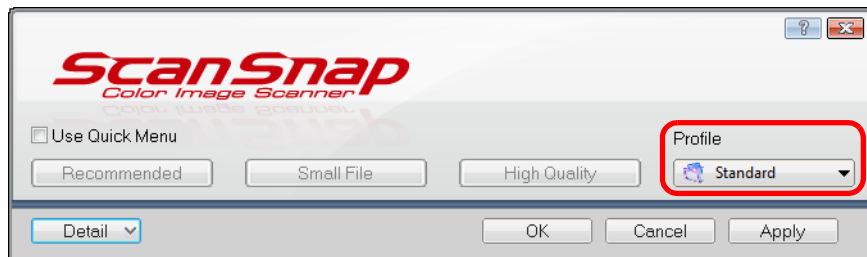 ?
ScanSnap
Color Image Scanner
Use Quick Menu
Profile
Recommended
Small File
High Quality
Standard
Detail
OK
Cancel
Apply